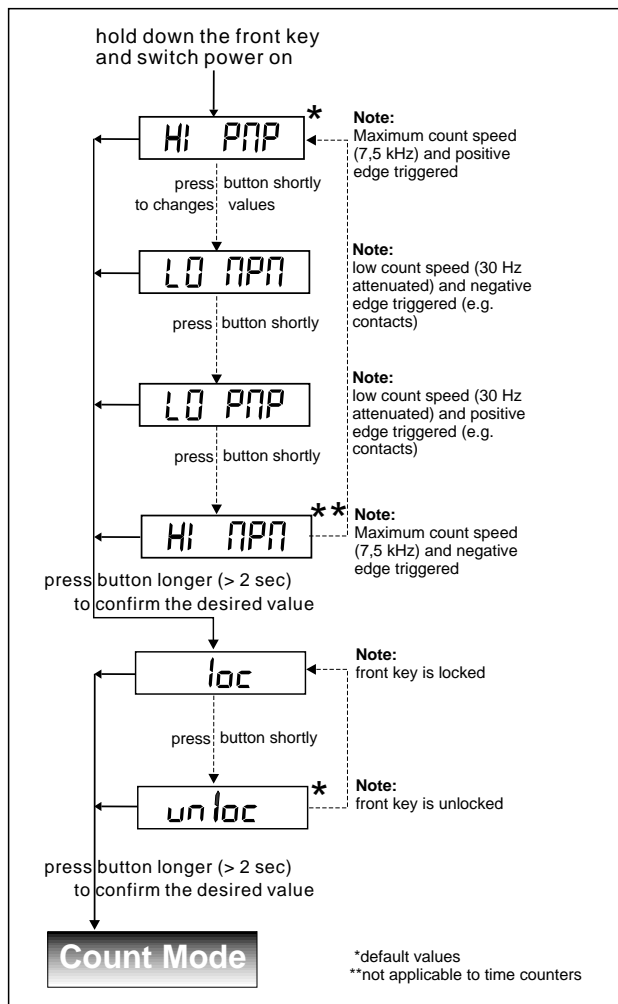 hold down the front key
and switch power on
HI PNP *
Note:
Maximum count speed
(7,5 kHz) and positive
edge triggered
press button shortly
to changes values
LO NPN
Note:
low count speed (30 Hz
attenuated) and negative
edge triggered (e.g.
contacts)
press button shortly
LO PNP
Note:
low count speed (30 Hz
attenuated) and positive
edge triggered (e.g.
contacts)
press button shortly
HI NPN **
Note:
Maximum count speed
(7,5 kHz) and negative
edge triggered
press button longer (> 2 sec)
to confirm the desired value
loc
Note:
front key is locked
press button shortly
unloc *
Note:
front key is unlocked
press button longer (> 2 sec)
to confirm the desired value
Count Mode
*default values
**not applicable to time counters